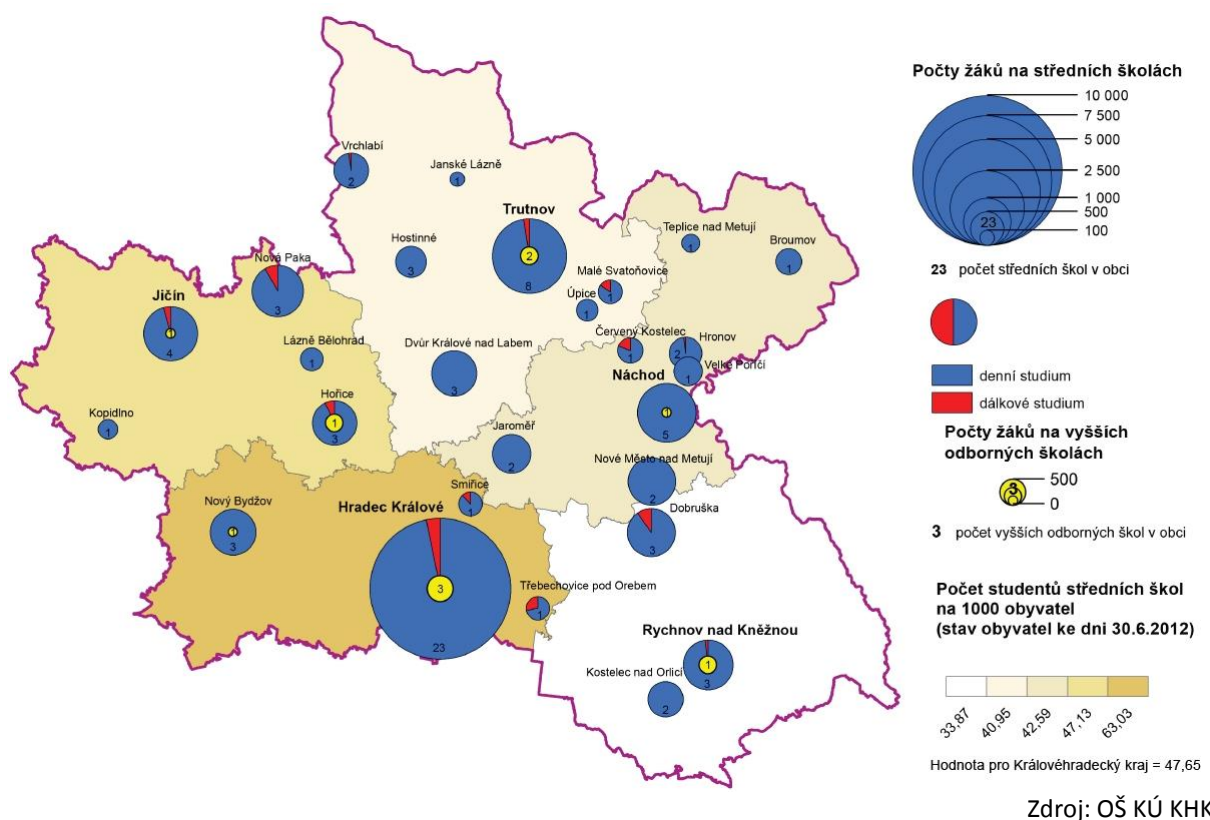 Vrchlabí
2
Janské Lázně
1
Trutnov
2
8
Hostinné
3
Teplice nad Metují
1
Broumov
1
Nová Paka
3
Malé Svatoňovice
1
Úpice
1
Jičín
1
4
Lázně Bělohrad
1
Dvůr Králové nad Labem
3
Červený Kostelec
1
Hronov
2
Velké Poříčí
1
Náchod
1
5
Kopidlno
1
Hořice
1
3
Jaroměř
2
Nové Město nad Metují
2
Nový Bydžov
1
3
Smiřice
1
Hradec Králové
3
23
Dobruška
3
Třebechovice pod Orebem
1
Rychnov nad Kněžnou
1
3
Kostelec nad Orlicí
2
Počty žáků na středních školách
10 000
7 500
5 000
2 500
1 000
500
100
23
23 počet středních škol v obci
denní studium
dálkové studium
Počty žáků na vyšších
odborných školách
3
500
0
3 počet vyšších odborných škol v obci
Počet studentů středních škol
na 1000 obyvatel
(stav obyvatel ke dni 30.6.2012)
33,87
40,95
42,59
47,13
63,03
Hodnota pro Královéhradecký kraj = 47,65
Zdroj: OŠ KÚ KHK